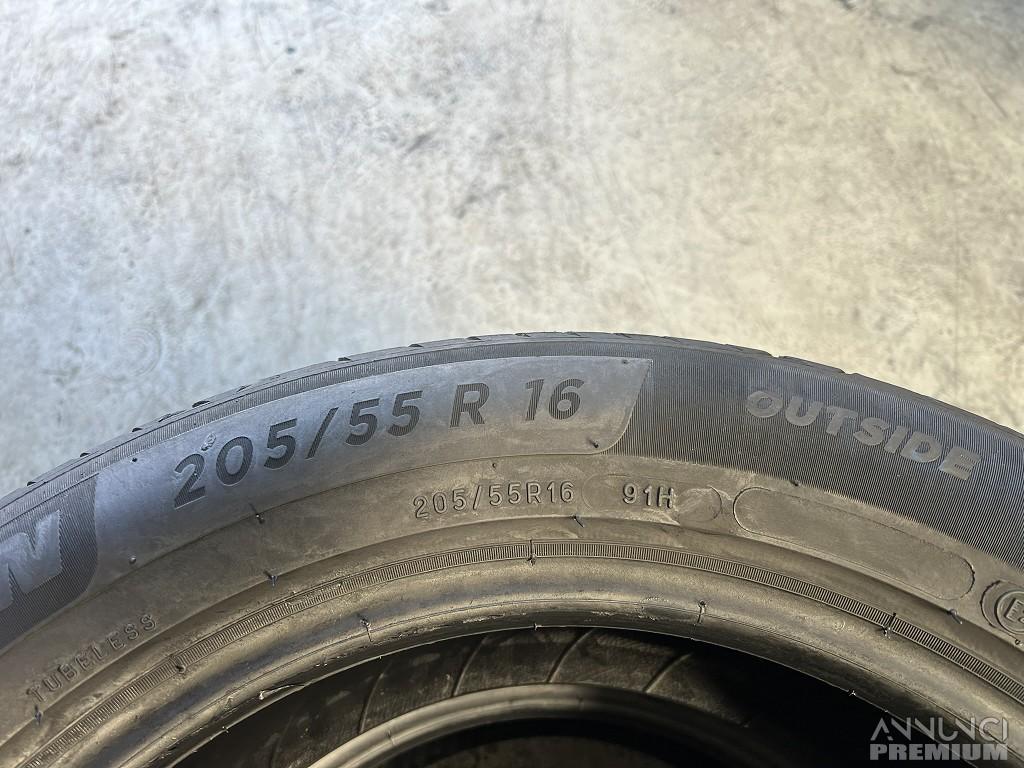 205/55 R 16
OUTSIDE
205/55R16 91H
TUBELESS
ANNUNCI
PREMIUM